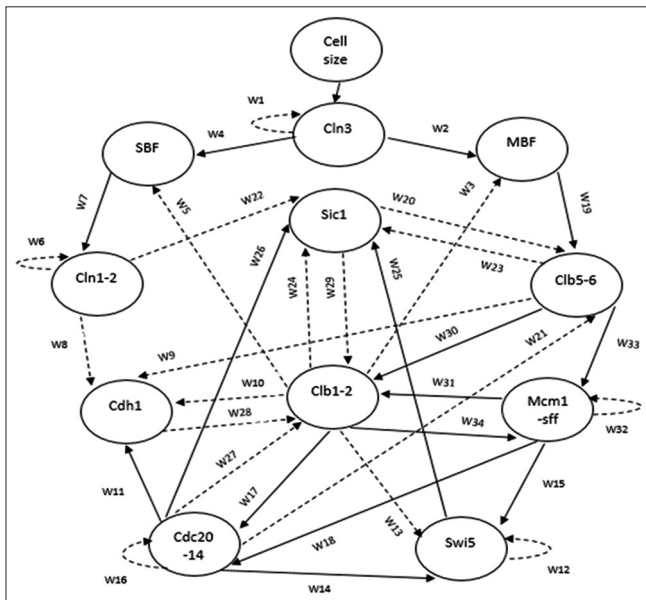 Cell
size
W1
Cln3
W4
W2
SBF
MBF
W7
W5
W22
W3
W19
Sic1
W20
W6
W26
W25
W23
Cln1-2
W24
W29
Clb5-6
W8
W9
W30
W21
W33
Clb1-2
W10
W31
Mcm1
-sff
Cdh1
W28
W34
W32
W27
W11
W17
W13
W15
W18
Cdc20
-14
Swi5
W16
W14
W12